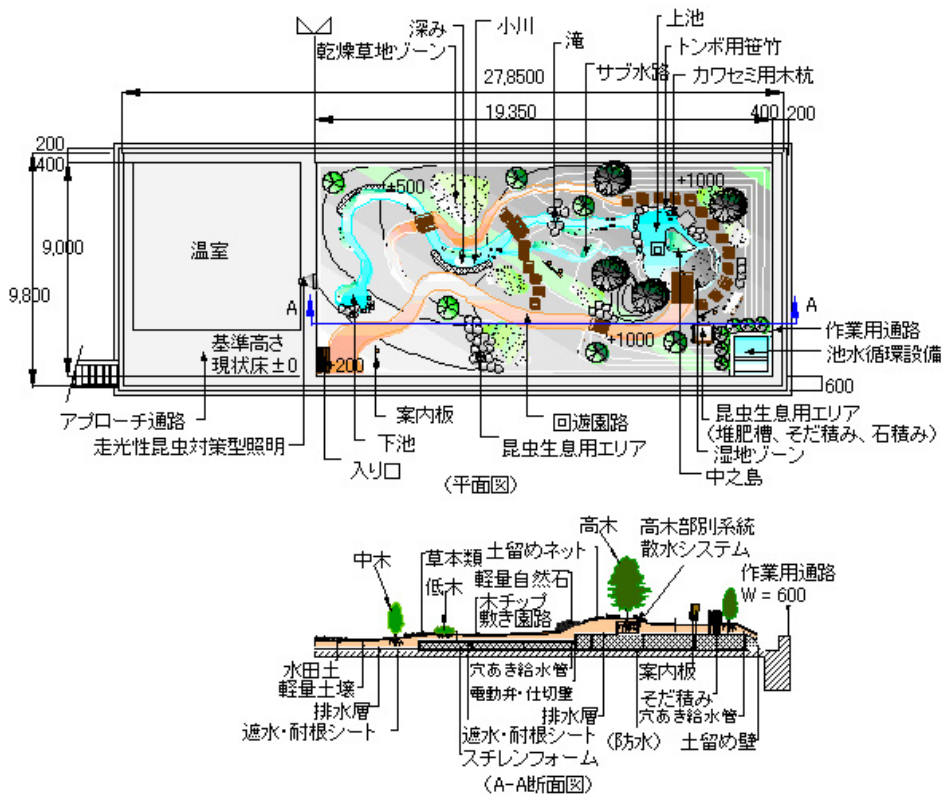 上池
深み
小川
滝
トンボ用笹竹
乾燥草地ゾーン
サブ水路
カワセミ用木杭
27,8500
19,350
400
200
200
400
+500
+1000
9,000
温室
9,800
A
A
作業用通路
基準高さ
現状床±0
+1000
池水循環設備
+200
600
アプローチ通路
案内板
回遊園路
昆虫生息用エリア
(堆肥槽、そだ積み、石積み)
走光性昆虫対策型照明
下池
昆虫生息用エリア
湿地ゾーン
入り口
中之島
(平面図)
高木
高木部別系統
散水システム
中木
草本類
土留めネット
作業用通路
W = 600
低木
軽量自然石
木チップ
敷き園路
水田土
穴あき給水管
案内板
軽量土壌
電動弁・仕切壁
そだ積み
排水層
排水層
穴あき給水管
遮水・耐根シート
遮水・耐根シート
(防水)
土留め壁
スチレンフォーム
(A-A断面図)